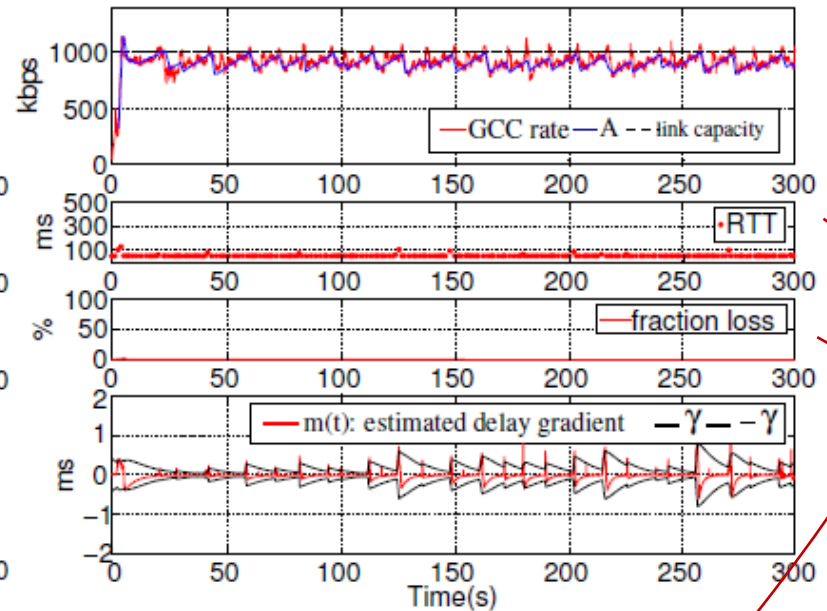 1000
kbps
500
GCC rate A link capacity
0
0 50 100 150 200 250 300
500
300
ms
100
RTT
0 50 100 150 200 250 300
100
%
50
fraction loss
0
0 50 100 150 200 250 300
2
m(t): estimated delay gradient γ −γ
1
ms
0
−1
−2
0 50 100 150 200 250 300
Time(s)